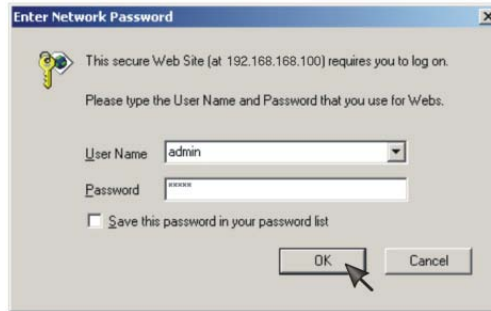 Enter Network Password
This secure Web Site (at 192.168.168.100) requires you to log on.
Please type the User Name and Password that you use for Webs.
User Name admin
Password *****
Save this password in your password list
OK Cancel